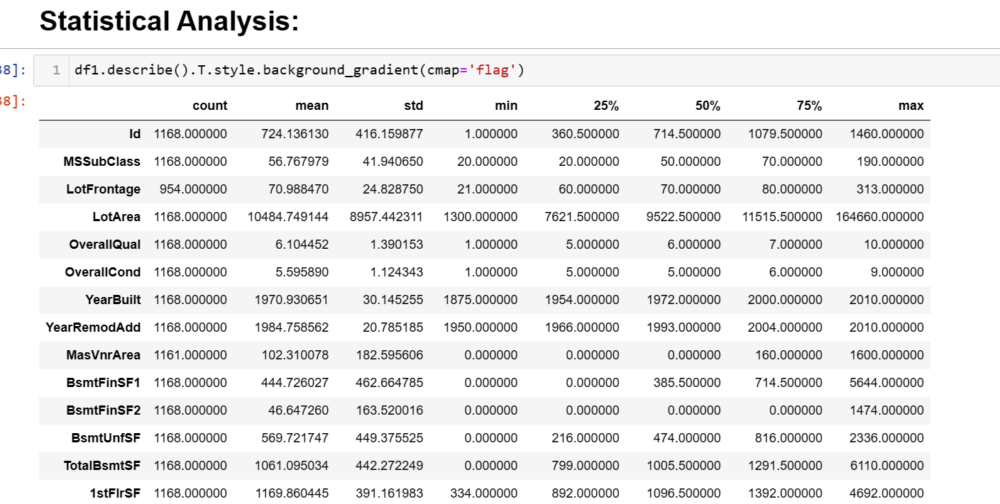 Statistical Analysis:
38]: 1 df1.describe().T.style.background_gradient(cmap='flag')
38]:
count mean std min 25% 50% 75% max
Id 1168.000000 724.136130 416.159877 1.000000 360.500000 714.500000 1079.500000 1460.000000
MSSubClass 1168.000000 56.767979 41.940650 20.000000 20.000000 50.000000 70.000000 190.000000
LotFrontage 954.000000 70.988470 24.828750 21.000000 60.000000 70.000000 80.000000 313.000000
LotArea 1168.000000 10484.749144 8957.442311 1300.000000 7621.500000 9522.500000 11515.500000 164660.000000
OverallQual 1168.000000 6.104452 1.390153 1.000000 5.000000 6.000000 7.000000 10.000000
OverallCond 1168.000000 5.595890 1.124343 1.000000 5.000000 5.000000 6.000000 9.000000
YearBuilt 1168.000000 1970.930651 30.145255 1875.000000 1954.000000 1972.000000 2000.000000 2010.000000
YearRemodAdd 1168.000000 1984.758562 20.785185 1950.000000 1966.000000 1993.000000 2004.000000 2010.000000
MasVnrArea 1161.000000 102.310078 182.595606 0.000000 0.000000 0.000000 160.000000 1600.000000
BsmtFinSF1 1168.000000 444.726027 462.664785 0.000000 0.000000 385.500000 714.500000 5644.000000
BsmtFinSF2 1168.000000 46.647260 163.520016 0.000000 0.000000 0.000000 0.000000 1474.000000
BsmtUnfSF 1168.000000 569.721747 449.375525 0.000000 216.000000 474.000000 816.000000 2336.000000
TotalBsmtSF 1168.000000 1061.095034 442.272249 0.000000 799.000000 1005.500000 1291.500000 6110.000000
1stFlrSF 1168.000000 1169.860445 391.161983 334.000000 892.000000 1096.500000 1392.000000 4692.000000